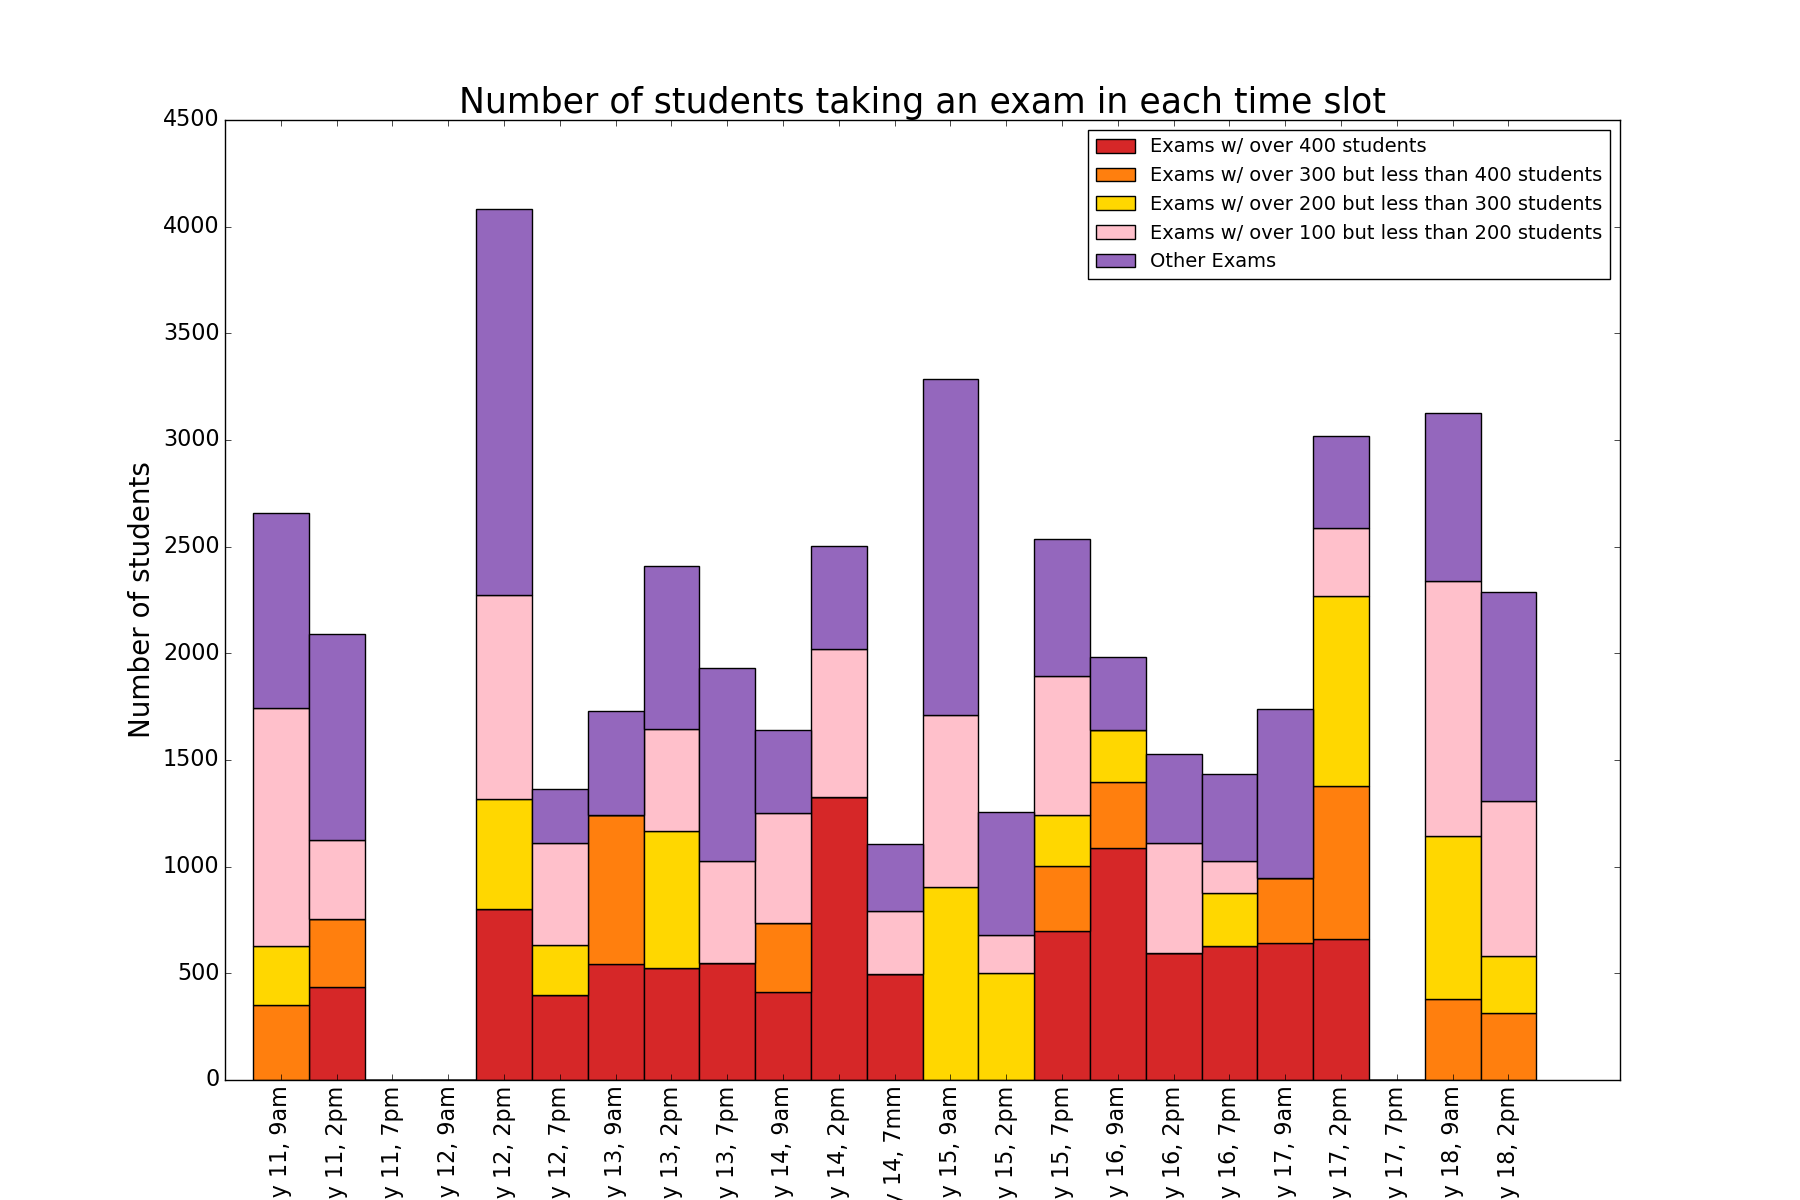 Number of students taking an exam in each time slot
Exams w/ over 400 students
Exams w/ over 300 but less than 400 students
Exams w/ over 200 but less than 300 students
Exams w/ over 100 but less than 200 students
Other Exams
Number of students
4500
4000
3500
3000
2500
2000
1500
1000
500
0
y 11, 9am
y 11, 2pm
y 11, 7pm
y 12, 9am
y 12, 2pm
y 12, 7pm
y 13, 9am
y 13, 2pm
y 13, 7pm
y 14, 9am
y 14, 2pm
y 14, 7mm
y 15, 9am
y 15, 2pm
y 15, 7pm
y 16, 9am
y 16, 2pm
y 16, 7pm
y 17, 9am
y 17, 2pm
y 17, 7pm
y 18, 9am
y 18, 2pm